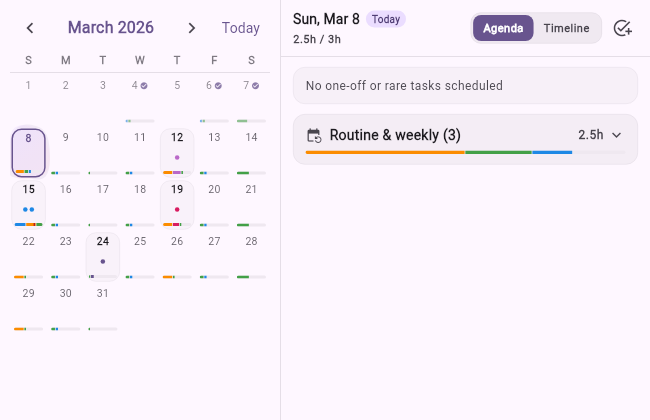 March 2026 Today
S M T W T F S
1 2 3 4 5 6 7
8 9 10 11 12 13 14
15 16 17 18 19 20 21
22 23 24 25 26 27 28
29 30 31
Sun, Mar 8 Today
2.5h / 3h
Agenda Timeline
No one-off or rare tasks scheduled
Routine & weekly (3) 2.5h